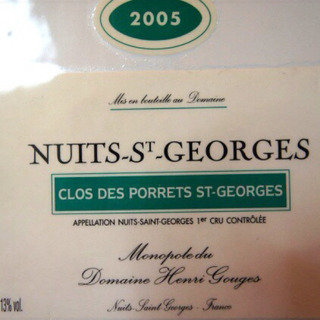 2005
Mis en bouteille au Domaine
NUITS-ST-GEORGES
CLOS DES PORRETS ST-GEORGES
APPELLATION NUITS-SAINT-GEORGES 1er CRU CONTRÔLÉE
Monopole du
Domaine Henri Gouges
13% vol.
Nuits-Saint-Georges - France